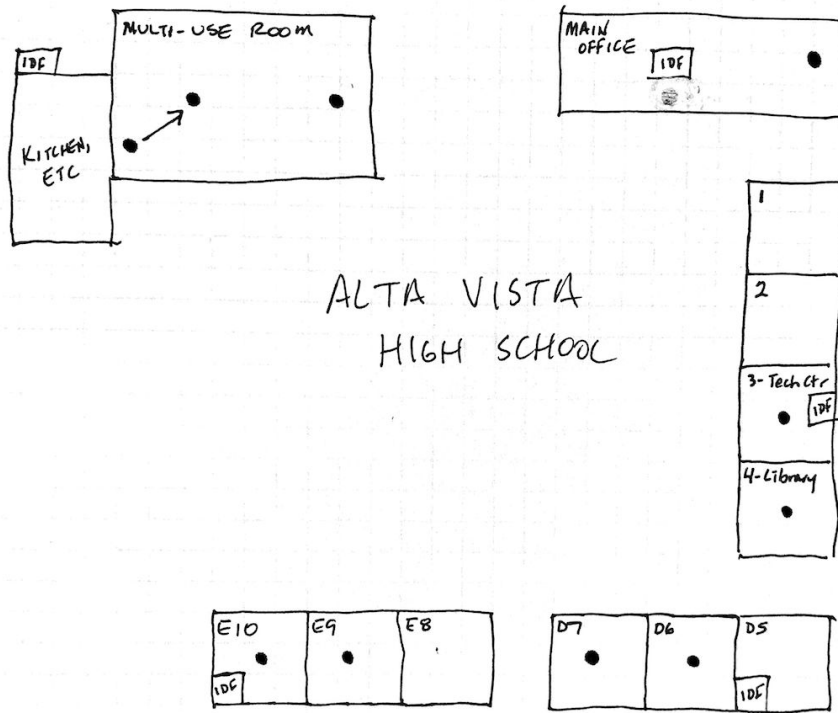 MULTI-USE ROOM
IDF
KITCHEN,
ETC
MAIN
OFFICE
IDF
1
2
3-Tech Ctr
IDF
4-Library
ALTA VISTA
HIGH SCHOOL
E10
E9
E8
IDF
D7
D6
D5
IDF